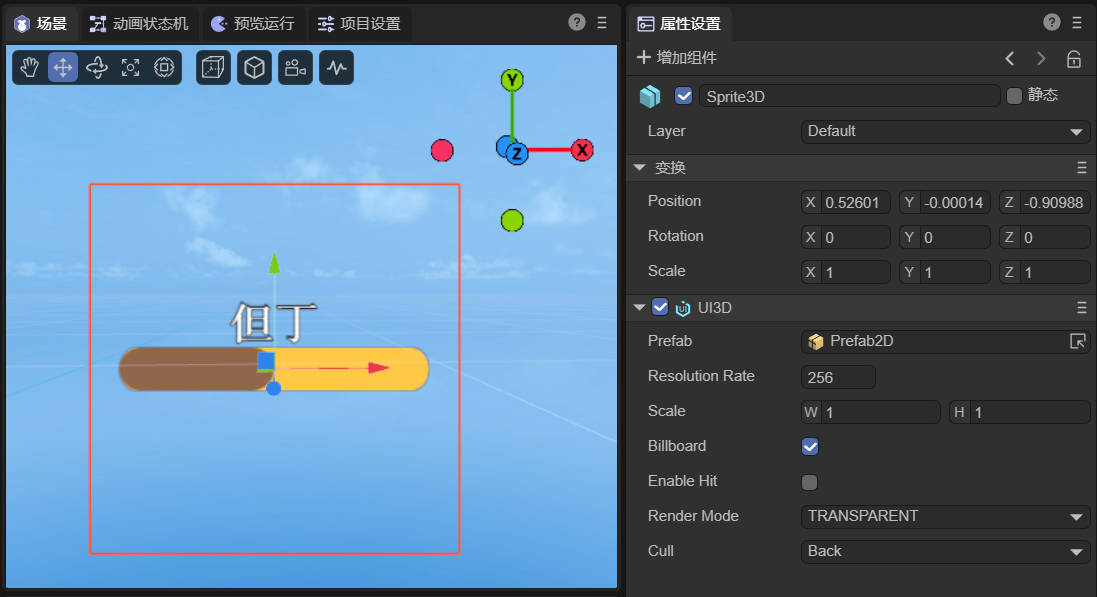 场景 动画状态机 预览运行 项目设置
Y
Z X
但丁
属性设置
增加组件
Sprite3D 静态
Layer Default
变换
Position X 0.52601 Y -0.00014 Z -0.90988
Rotation X 0 Y 0 Z 0
Scale X 1 Y 1 Z 1
UI3D
Prefab Prefab2D
Resolution Rate 256
Scale W 1 H 1
Billboard
Enable Hit
Render Mode TRANSPARENT
Cull Back